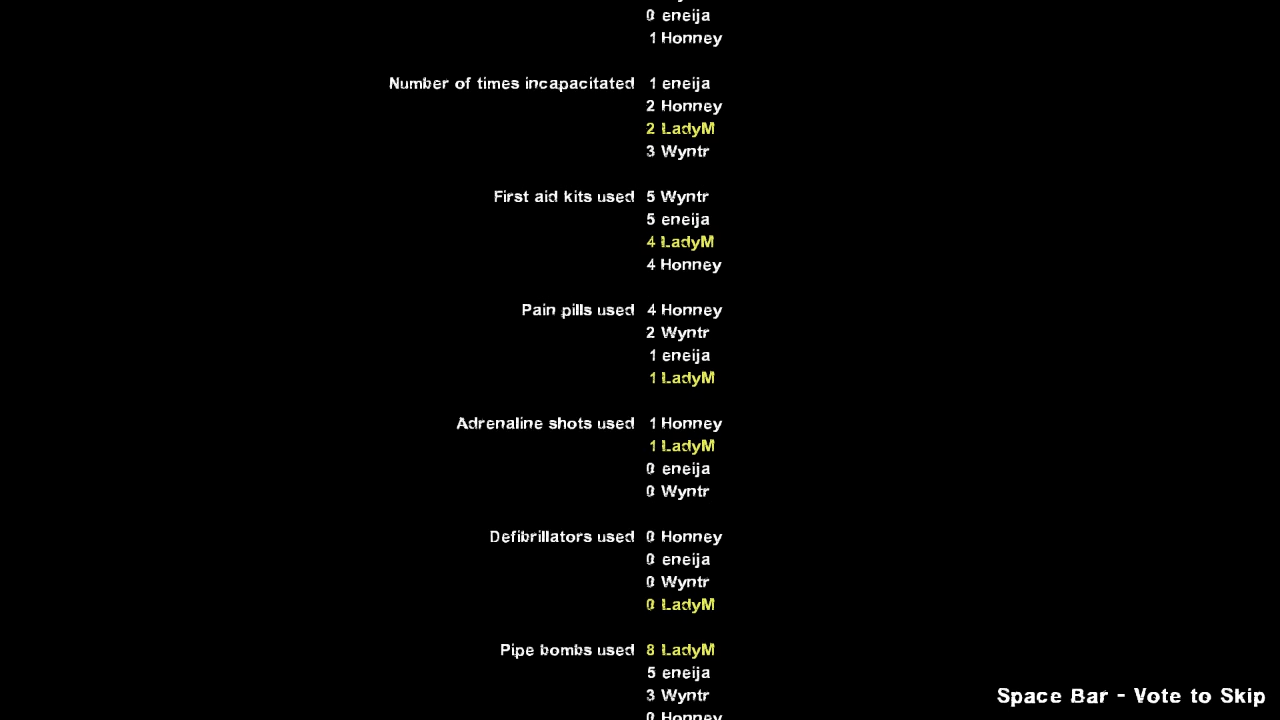 0 eneija
1 Honney
Number of times incapacitated 1 eneija
2 Honney
2 LadyM
3 Wyntr
First aid kits used 5 Wyntr
5 eneija
4 LadyM
4 Honney
Pain pills used 4 Honney
2 Wyntr
1 eneija
1 LadyM
Adrenaline shots used 1 Honney
1 LadyM
0 eneija
0 Wyntr
Defibrillators used 0 Honney
0 eneija
0 Wyntr
0 LadyM
Pipe bombs used 8 LadyM
5 eneija
3 Wyntr
0 Honney
Space Bar - Vote to Skip